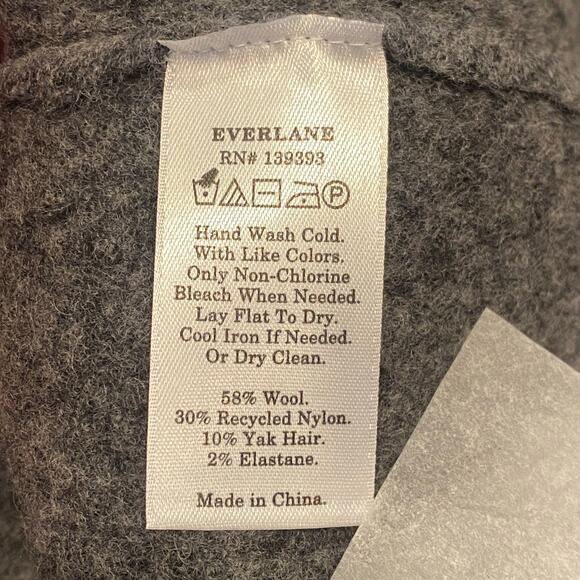 EVERLANE
RN# 139393
P
Hand Wash Cold.
With Like Colors.
Only Non-Chlorine
Bleach When Needed.
Lay Flat To Dry.
Cool Iron If Needed.
Or Dry Clean.
58% Wool.
30% Recycled Nylon.
10% Yak Hair.
2% Elastane.
Made in China.